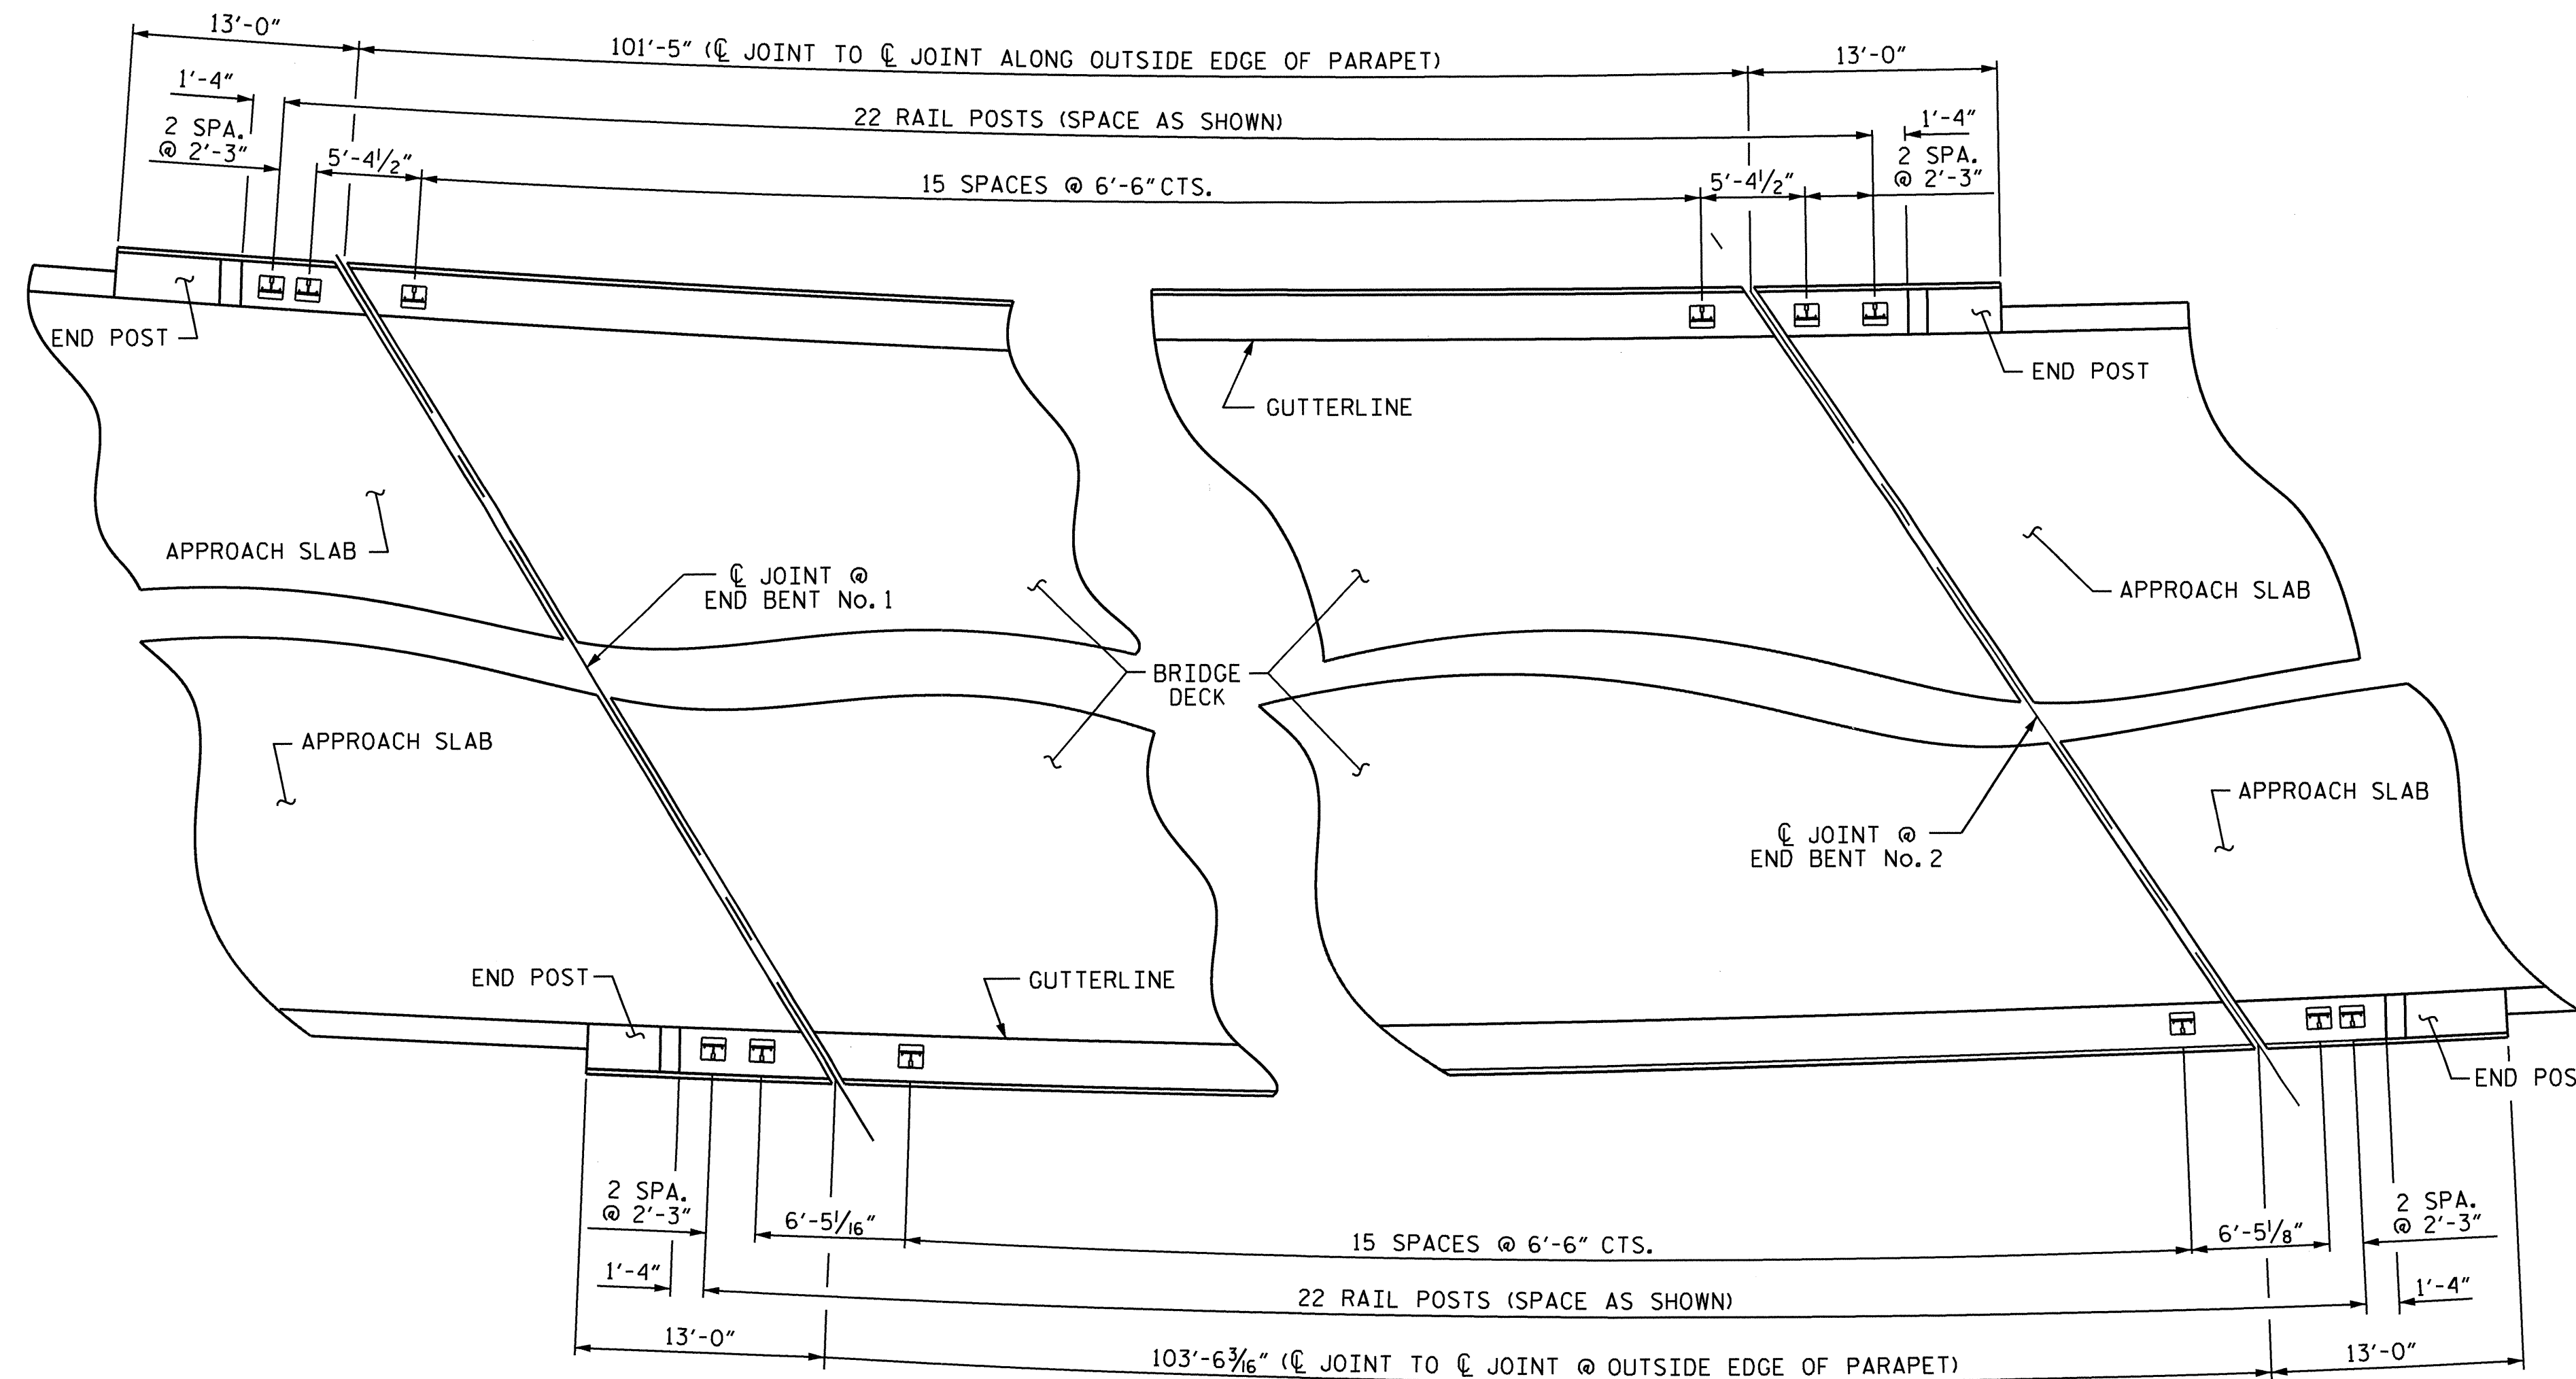 13'-0"
101'-5" (℄ JOINT TO ℄ JOINT ALONG OUTSIDE EDGE OF PARAPET)
13'-0"
1'-4"
22 RAIL POSTS (SPACE AS SHOWN)
1'-4"
2 SPA.
@ 2'-3"
5'-4½"
15 SPACES @ 6'-6" CTS.
5'-4½"
2 SPA.
@ 2'-3"
END POST
END POST
GUTTERLINE
APPROACH SLAB
℄ JOINT @
END BENT No. 1
APPROACH SLAB
BRIDGE
DECK
APPROACH SLAB
APPROACH SLAB
℄ JOINT @
END BENT No. 2
END POST
GUTTERLINE
END POS
2 SPA.
@ 2'-3"
6'-5 1/16"
15 SPACES @ 6'-6" CTS.
6'-5⅛"
2 SPA.
@ 2'-3"
1'-4"
22 RAIL POSTS (SPACE AS SHOWN)
1'-4"
13'-0"
103'-6 3/16" (℄ JOINT TO ℄ JOINT @ OUTSIDE EDGE OF PARAPET)
13'-0"